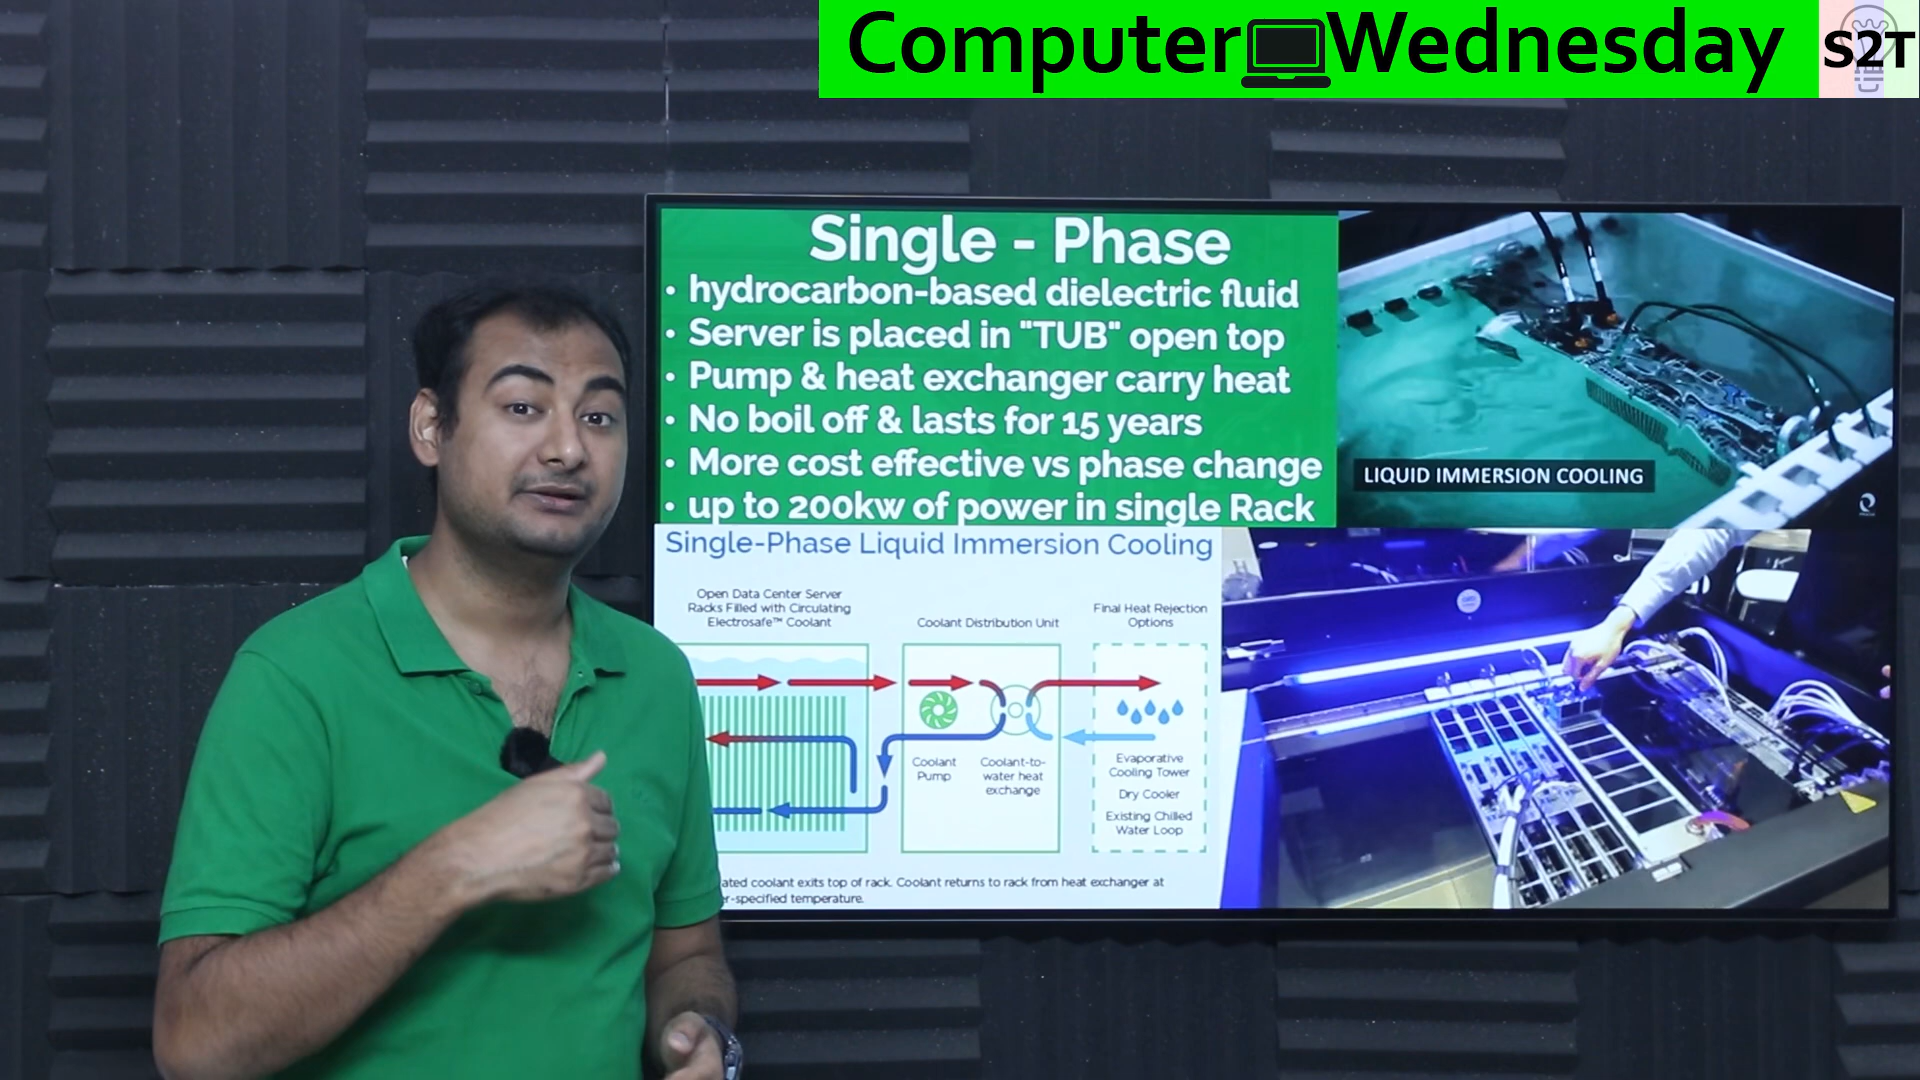 Computer Wednesday
S2T
Single - Phase
• hydrocarbon-based dielectric fluid
• Server is placed in "TUB" open top
• Pump & heat exchanger carry heat
• No boil off & lasts for 15 years
• More cost effective vs phase change
• up to 200kw of power in single Rack
LIQUID IMMERSION COOLING
Single-Phase Liquid Immersion Cooling
Open Data Center Server
Racks Filled with Circulating
Electrosafe™ Coolant
Coolant Distribution Unit
Final Heat Rejection
Options
Coolant
Pump
Coolant-to-
water heat
exchange
Evaporative
Cooling Tower
Dry Cooler
Existing Chilled
Water Loop
coolant exits top of rack. Coolant returns to rack from heat exchanger at
-specified temperature.